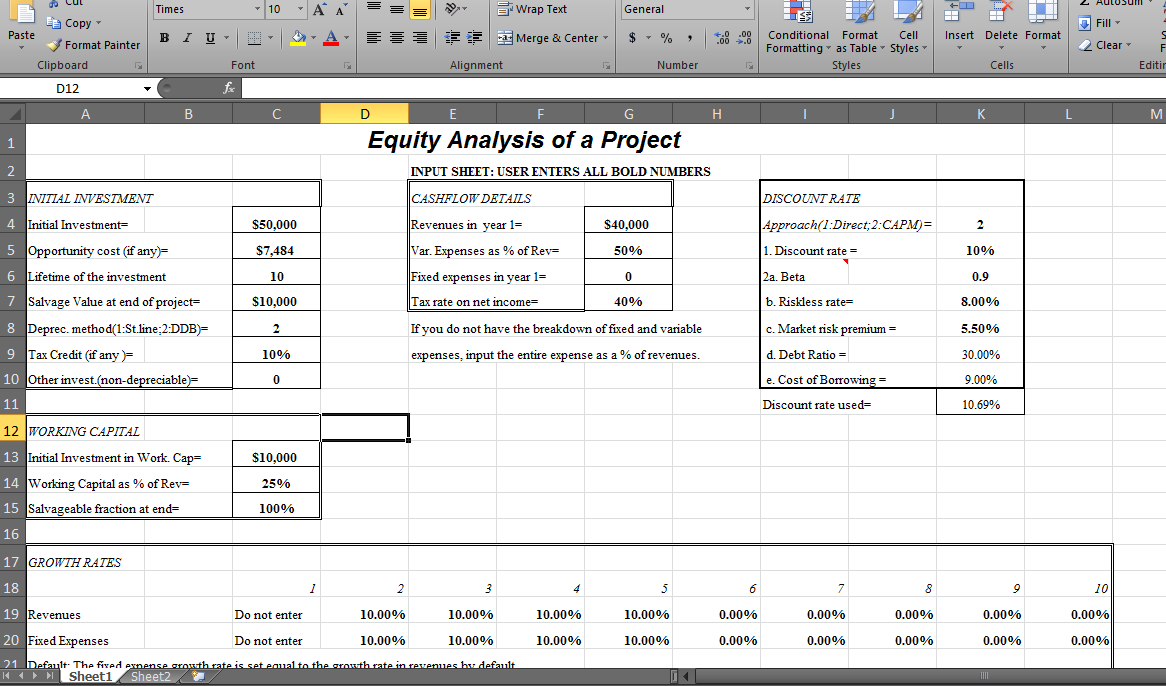 Cut
Copy
Format Painter
Paste
Clipboard
Times 10 A A
B I U A
Font
Wrap Text
Merge & Center
Alignment
General
$ % , .00
Number
Conditional Formatting
Format as Table
Cell Styles
Styles
Insert Delete Format
Cells
Σ AutoSum
Fill
Clear
D12 fx
A B C D E F G H I J K L M
1 Equity Analysis of a Project
2 INPUT SHEET: USER ENTERS ALL BOLD NUMBERS
3 INITIAL INVESTMENT CASHFLOW DETAILS DISCOUNT RATE
4 Initial Investment= $50,000 Revenues in year 1= $40,000 Approach(1:Direct;2:CAPM)= 2
5 Opportunity cost (if any)= $7,484 Var. Expenses as % of Rev= 50% 1. Discount rate = 10%
6 Lifetime of the investment 10 Fixed expenses in year 1= 0 2a. Beta 0.9
7 Salvage Value at end of project= $10,000 Tax rate on net income= 40% b. Riskless rate= 8.00%
8 Deprec. method(1:St.line;2:DDB)= 2 If you do not have the breakdown of fixed and variable c. Market risk premium = 5.50%
9 Tax Credit (if any )= 10% expenses, input the entire expense as a % of revenues. d. Debt Ratio = 30.00%
10 Other invest.(non-depreciable)= 0 e. Cost of Borrowing = 9.00%
11 Discount rate used= 10.69%
12 WORKING CAPITAL
13 Initial Investment in Work. Cap= $10,000
14 Working Capital as % of Rev= 25%
15 Salvageable fraction at end= 100%
16
17 GROWTH RATES
18 1 2 3 4 5 6 7 8 9 10
19 Revenues Do not enter 10.00% 10.00% 10.00% 10.00% 0.00% 0.00% 0.00% 0.00% 0.00%
20 Fixed Expenses Do not enter 10.00% 10.00% 10.00% 10.00% 0.00% 0.00% 0.00% 0.00% 0.00%
21 Default: The fixed expense growth rate is set equal to the growth rate in revenues by default.
Sheet1 Sheet2